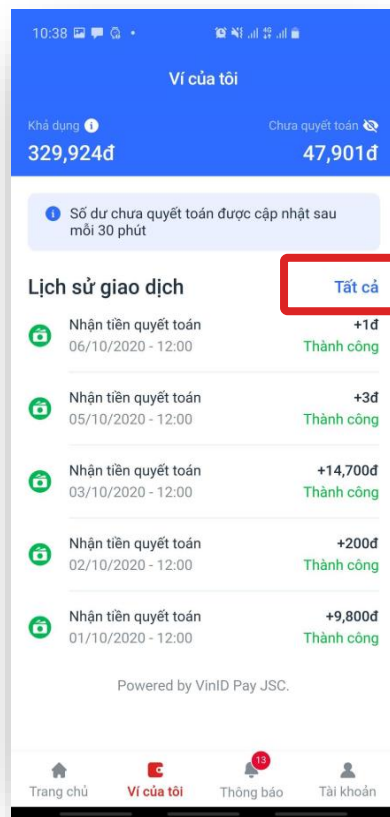 10:38
Ví của tôi
Khả dụng
Chưa quyết toán
329,924đ
47,901đ
Số dư chưa quyết toán được cập nhật sau
mỗi 30 phút
Lịch sử giao dịch
Tất cả
Nhận tiền quyết toán
+1đ
06/10/2020 - 12:00
Thành công
Nhận tiền quyết toán
+3đ
05/10/2020 - 12:00
Thành công
Nhận tiền quyết toán
+14,700đ
03/10/2020 - 12:00
Thành công
Nhận tiền quyết toán
+200đ
02/10/2020 - 12:00
Thành công
Nhận tiền quyết toán
+9,800đ
01/10/2020 - 12:00
Thành công
Powered by VinID Pay JSC.
13
Trang chủ
Ví của tôi
Thông báo
Tài khoản